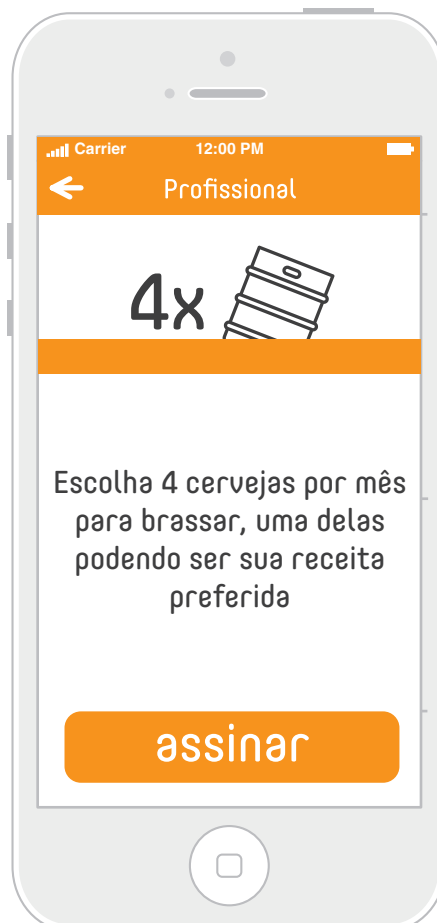 Carrier 12:00 PM
Profissional
4x
Escolha 4 cervejas por mês
para brassar, uma delas
podendo ser sua receita
preferida
assinar